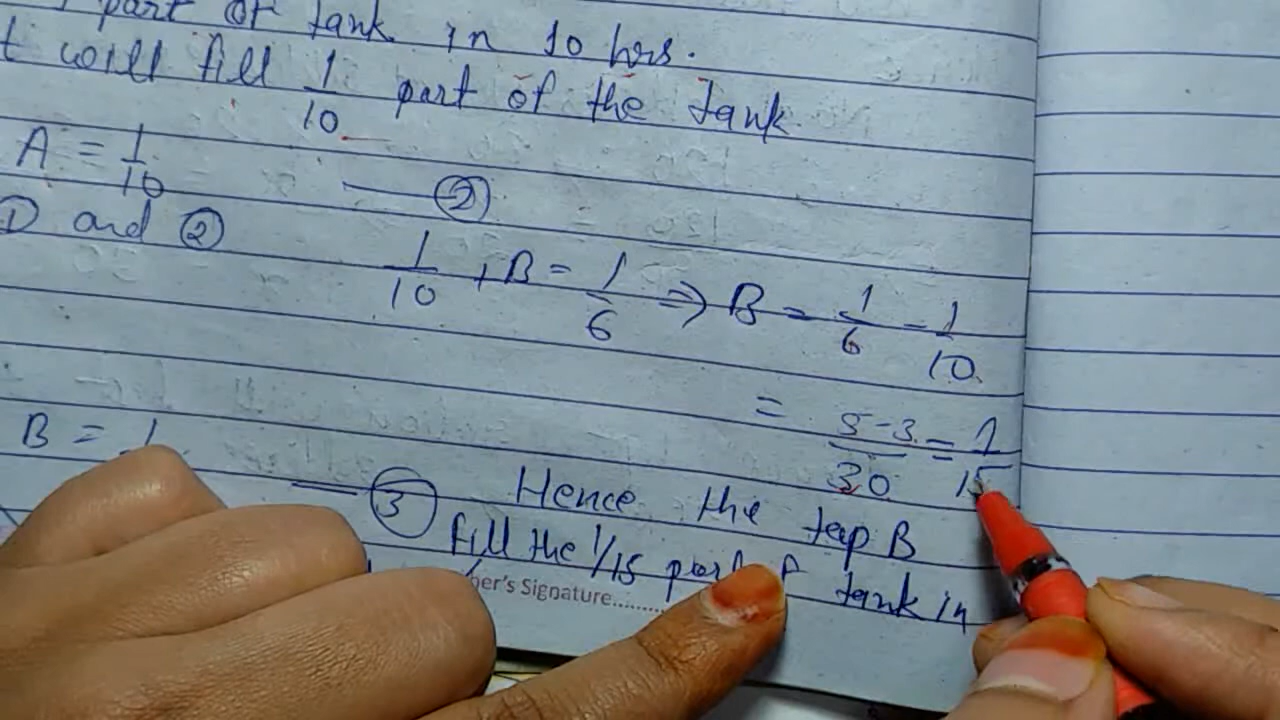 part of tank in 10 hrs.
t will fill 1/10 part of the tank
A = 1/10 — ②
① and ② 1/10 + B = 1/6 ⇒ B = 1/6 - 1/10
= 5-3/30 = 1/15
B = 1 — ③ Hence the tap B
fill the 1/15 part of tank in
er's Signature..........